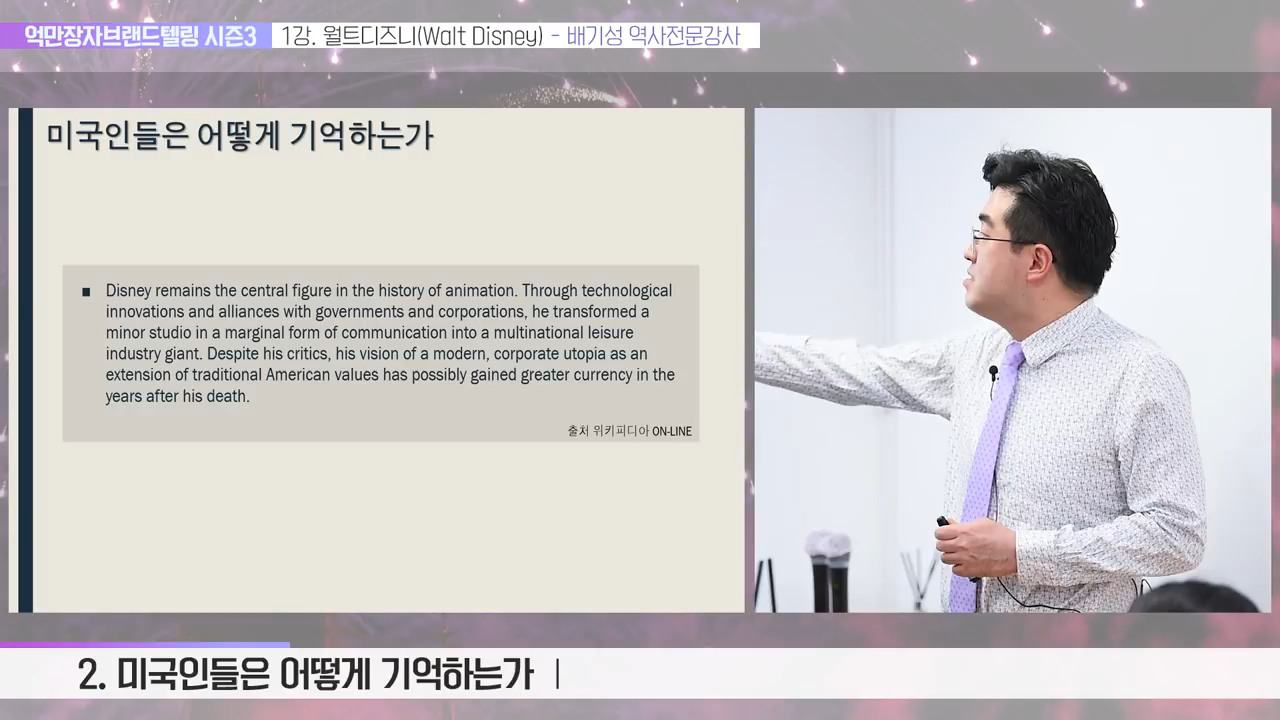 억만장자브랜드텔링 시즌3 1강. 월트디즈니(Walt Disney) - 배기성 역사전문강사
미국인들은 어떻게 기억하는가
■ Disney remains the central figure in the history of animation. Through technological
innovations and alliances with governments and corporations, he transformed a
minor studio in a marginal form of communication into a multinational leisure
industry giant. Despite his critics, his vision of a modern, corporate utopia as an
extension of traditional American values has possibly gained greater currency in the
years after his death.
출처 위키피디아 ON-LINE
2. 미국인들은 어떻게 기억하는가 |